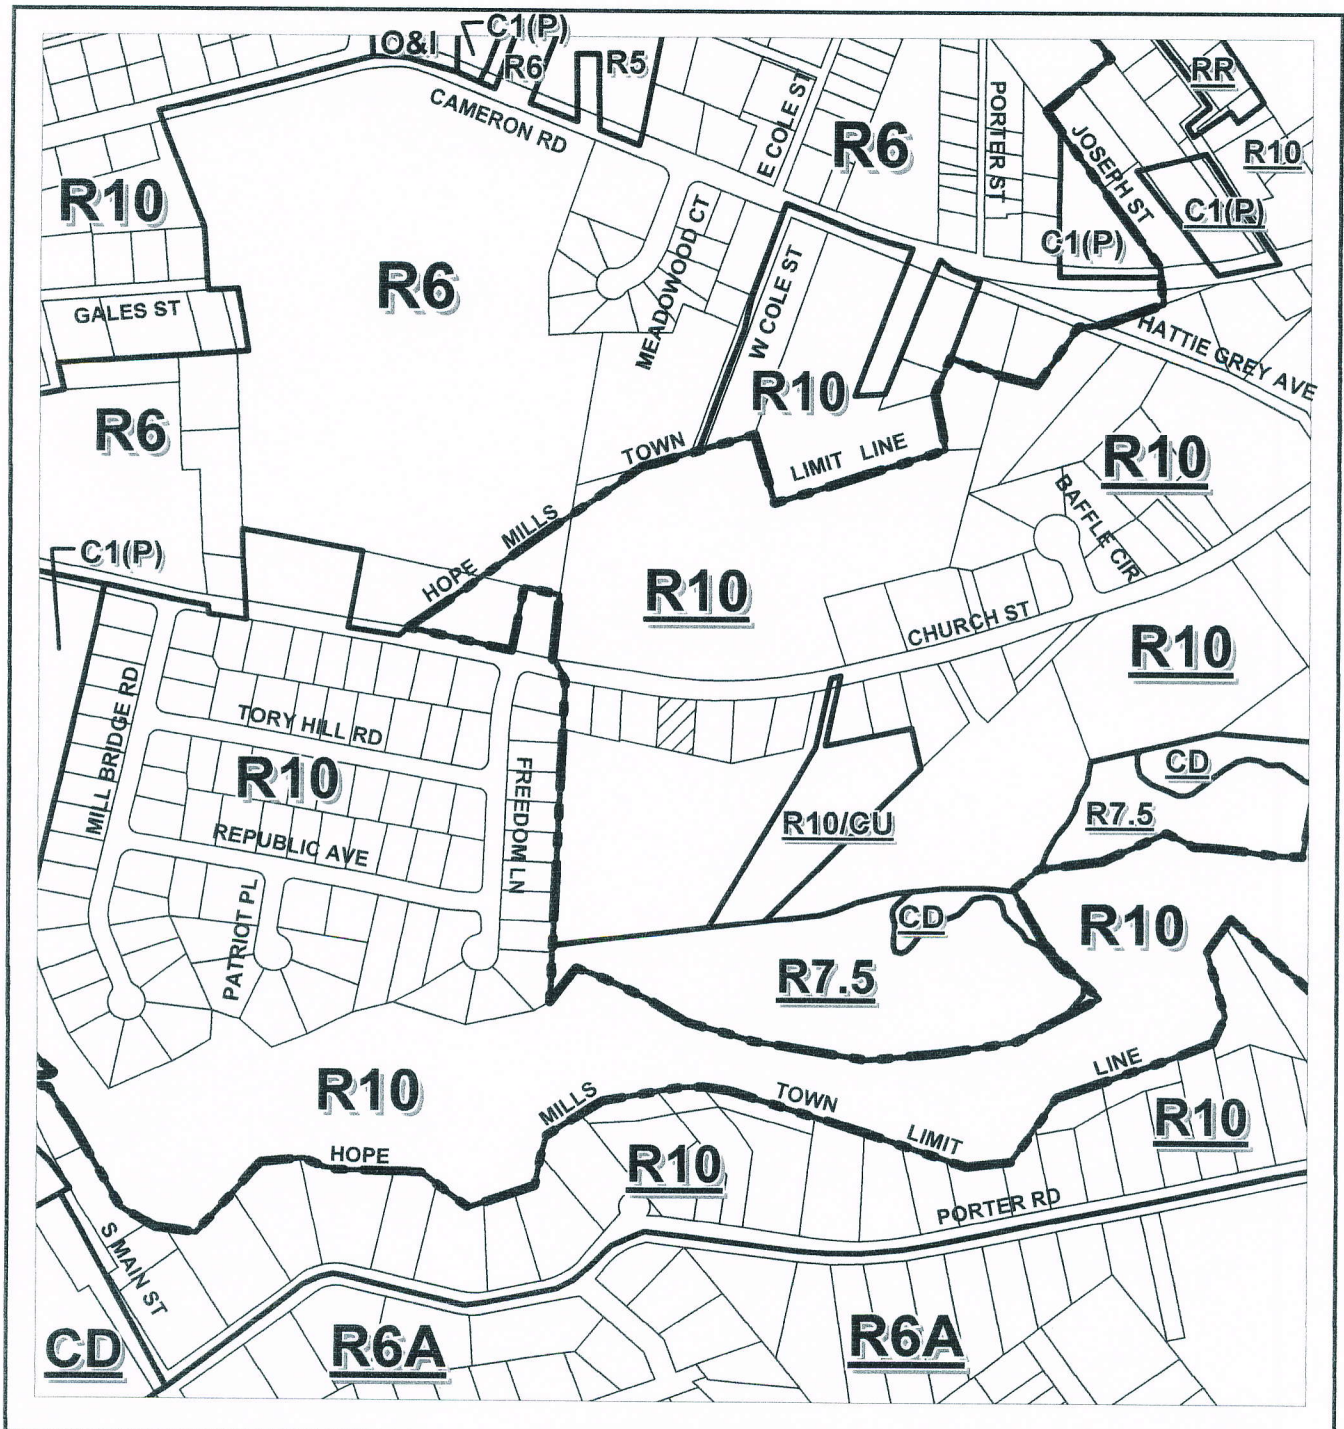 C1(P)
O&I
R6
R5
CAMERON RD
E COLE ST
R6
PORTER ST
JOSEPH ST
RR
R10
C1(P)
C1(P)
R10
R6
MEADOWOOD CT
W COLE ST
GALES ST
HATTIE GREY AVE
R10
R6
TOWN
LIMIT LINE
R10
BAFFLE CIR
MILLS
HOPE
C1(P)
R10
CHURCH ST
R10
MILL BRIDGE RD
TORY HILL RD
R10
FREEDOM LN
REPUBLIC AVE
PATRIOT PL
CD
R7.5
R10/CU
CD
R10
R7.5
R10
HOPE
MILLS
TOWN
LIMIT
LINE
R10
R10
PORTER RD
S MAIN ST
CD
R6A
R6A